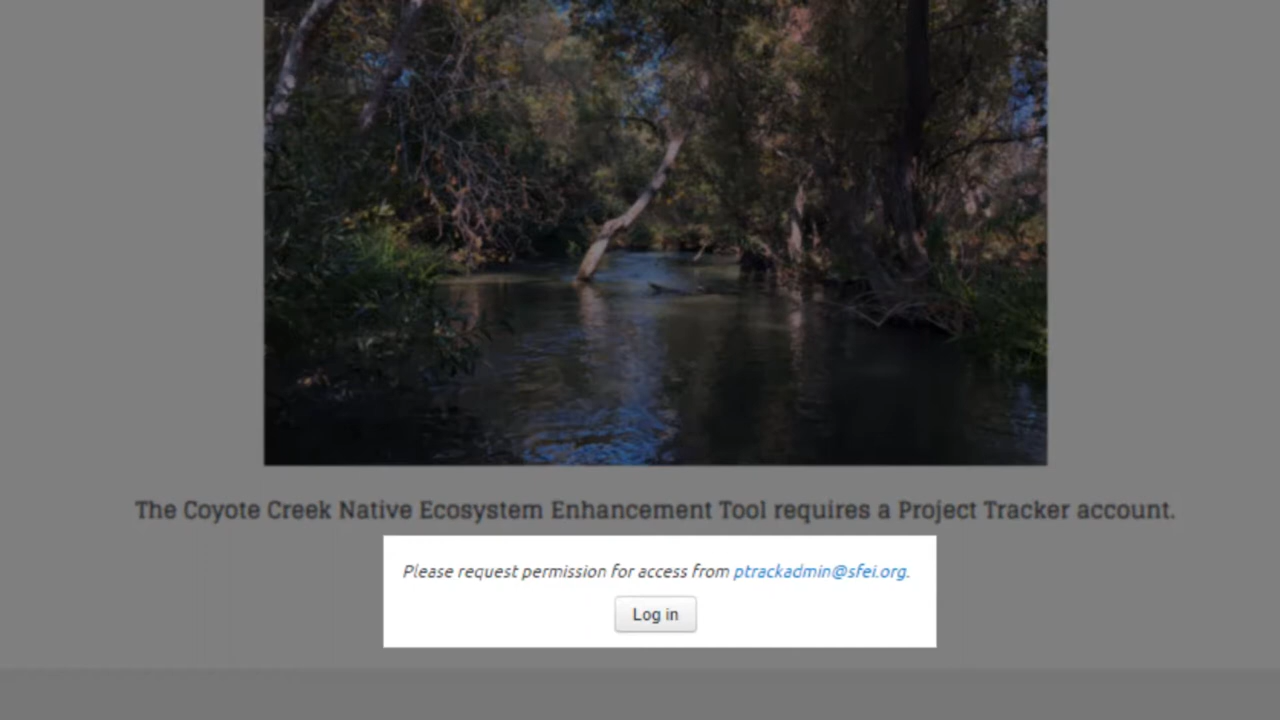 The Coyote Creek Native Ecosystem Enhancement Tool requires a Project Tracker account.
Please request permission for access from ptrackadmin@sfei.org.
Log in